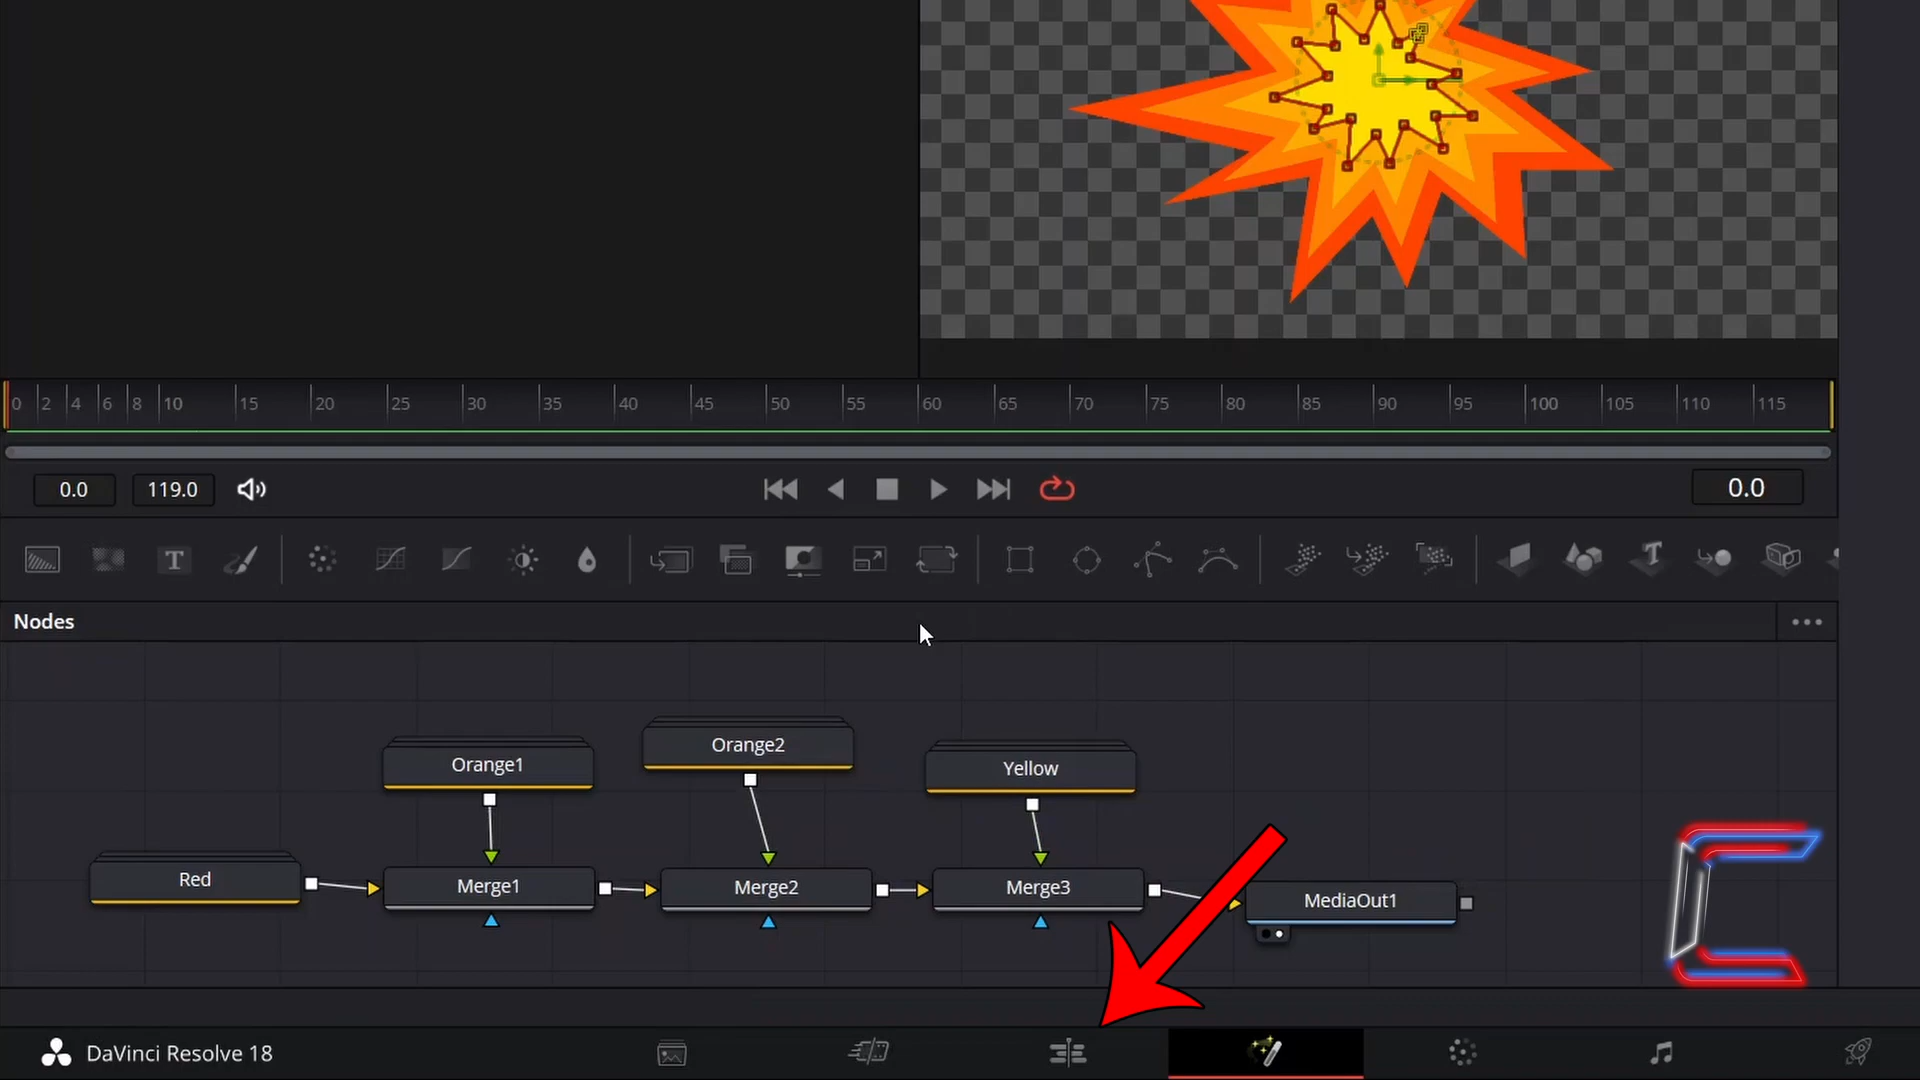 0 2 4 6 8 10 15 20 25 30 35 40 45 50 55 60 65 70 75 80 85 90 95 100 105 110 115
0.0 119.0 0.0
T T
Nodes
Orange1 Orange2 Yellow
Red Merge1 Merge2 Merge3 MediaOut1
DaVinci Resolve 18